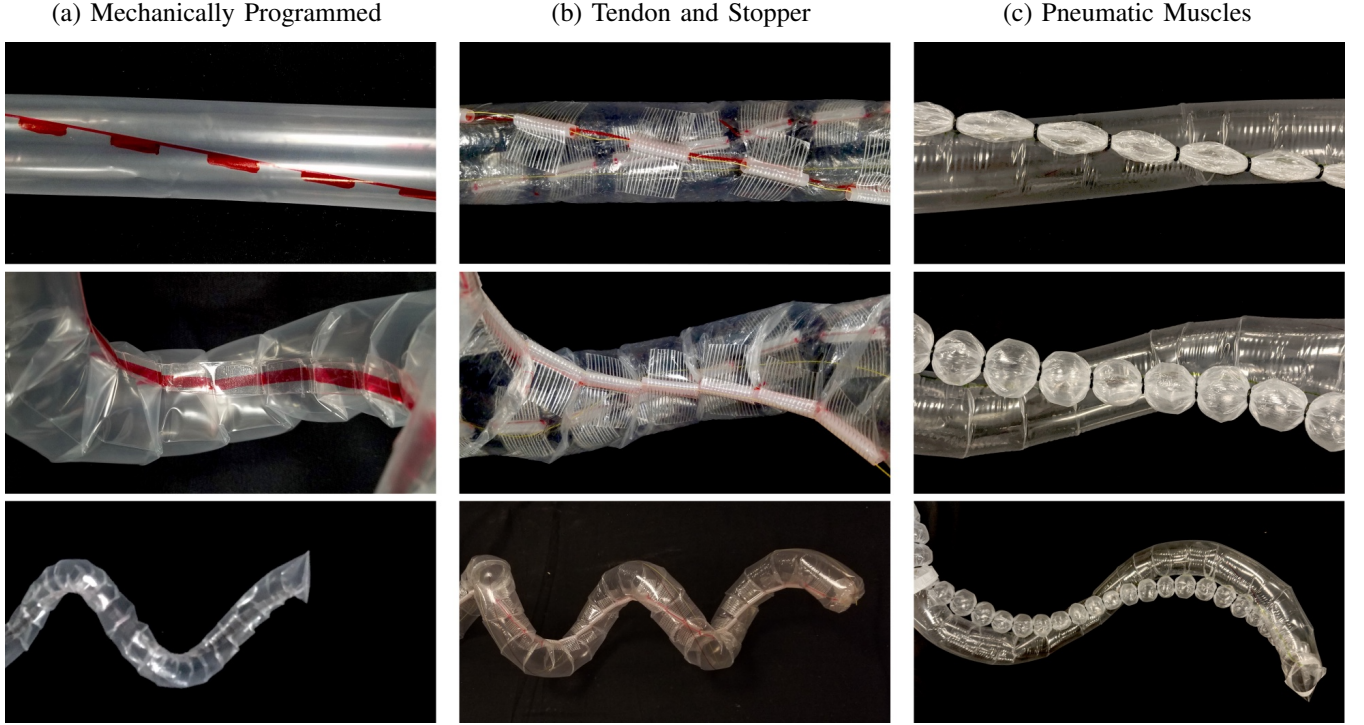 (a) Mechanically Programmed
(b) Tendon and Stopper
(c) Pneumatic Muscles